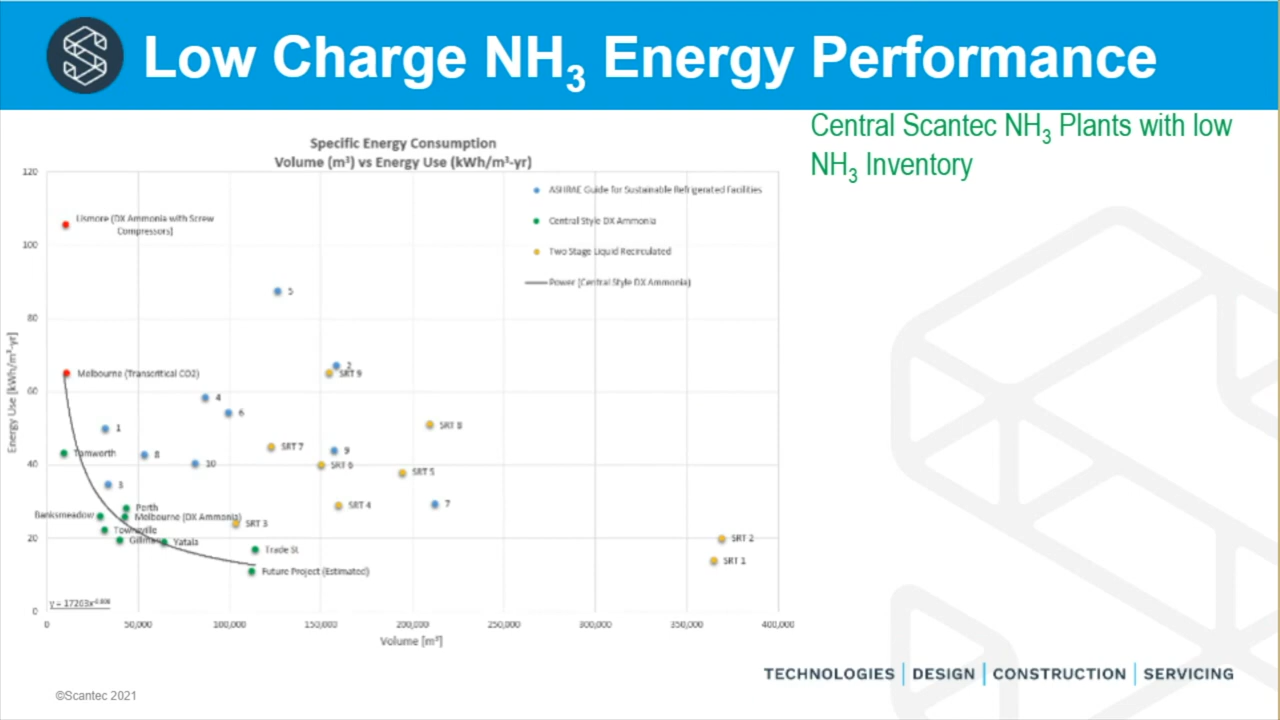 Low Charge NH₃ Energy Performance
Central Scantec NH₃ Plants with low
NH₃ Inventory
Specific Energy Consumption
Volume (m³) vs Energy Use (kWh/m³-yr)
120
100
80
60
40
20
0
Energy Use [kWh/m³-yr]
ASHRAE Guide for Sustainable Refrigerated Facilities
Central Style DX Ammonia
Two Stage Liquid Recirculated
Power (Central Style DX Ammonia)
Lismore (DX Ammonia with Screw
Compressors)
5
2
SRT 9
Melbourne (Transcritical CO2)
4
6
SRT 8
1
SRT 7
9
Tamworth
8
10
SRT 6
SRT 5
3
SRT 4
7
Perth
Banksmeadow
Melbourne (DX Ammonia)
SRT 3
Townsville
Gillman
Yatala
SRT 2
Trade St
SRT 1
Future Project (Estimated)
0
50,000
100,000
150,000
200,000
250,000
300,000
350,000
400,000
Volume [m³]
TECHNOLOGIES | DESIGN | CONSTRUCTION | SERVICING
©Scantec 2021